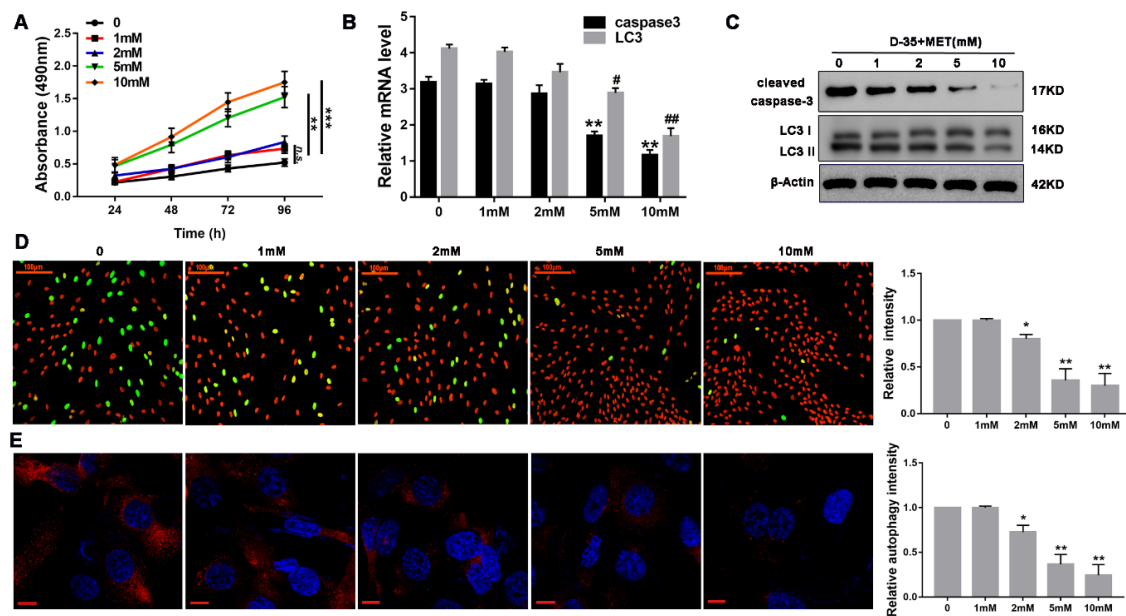 A
0
1mM
2mM
5mM
10mM
Absorbance (490nm)
2.5
2.0
1.5
1.0
0.5
0.0
24 48 72 96
Time (h)
n.s
**
***
B
caspase3
LC3
Relative mRNA level
5
4
3
2
1
0
** # ** ##
0 1mM 2mM 5mM 10mM
C
D-35+MET(mM)
0 1 2 5 10
cleaved
caspase-3
17KD
LC3 I 16KD
LC3 II 14KD
β-Actin 42KD
D
0 1mM 2mM 5mM 10mM
100μm 100μm 100μm 100μm 100μm
Relative intensity
1.5
1.0
0.5
0.0
* ** **
0 1mM 2mM 5mM 10mM
E
Relative autophagy intensity
1.5
1.0
0.5
0.0
* ** **
0 1mM 2mM 5mM 10mM